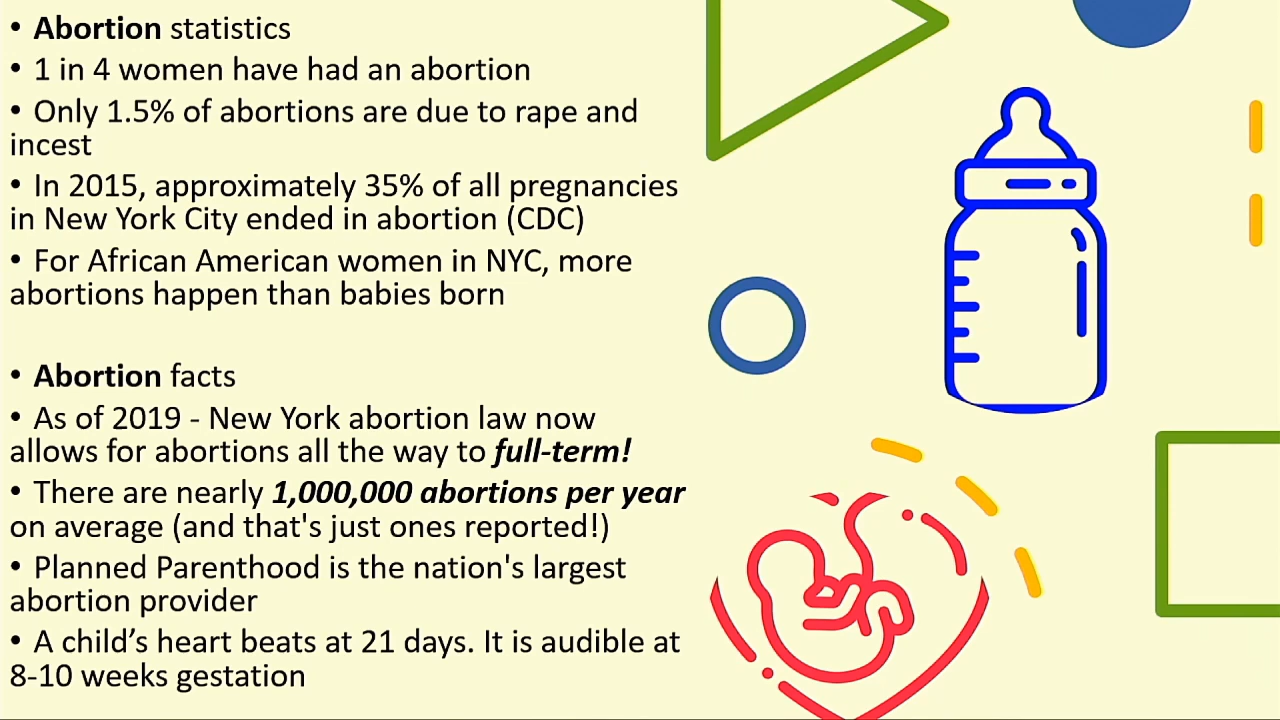 • Abortion statistics
• 1 in 4 women have had an abortion
• Only 1.5% of abortions are due to rape and
incest
• In 2015, approximately 35% of all pregnancies
in New York City ended in abortion (CDC)
• For African American women in NYC, more
abortions happen than babies born
• Abortion facts
• As of 2019 - New York abortion law now
allows for abortions all the way to full-term!
• There are nearly 1,000,000 abortions per year
on average (and that's just ones reported!)
• Planned Parenthood is the nation's largest
abortion provider
• A child’s heart beats at 21 days. It is audible at
8-10 weeks gestation